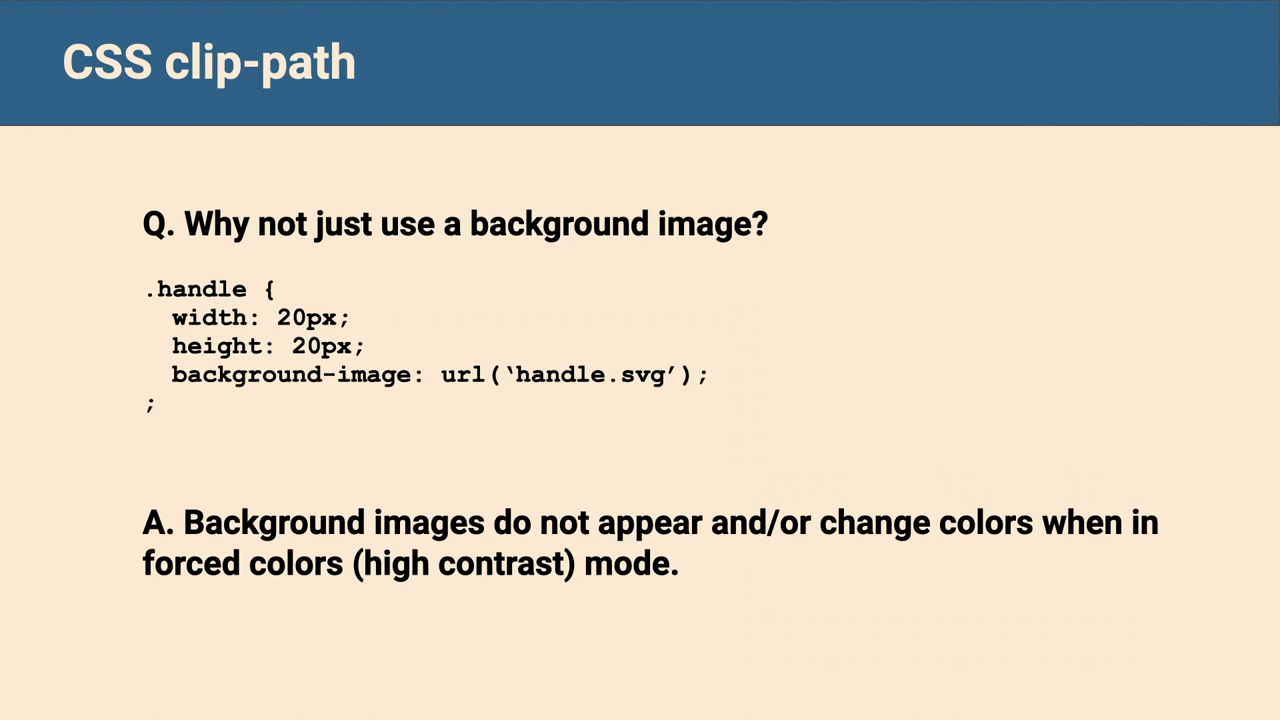 CSS clip-path
Q. Why not just use a background image?
.handle {
  width: 20px;
  height: 20px;
  background-image: url(‘handle.svg’);
;
A. Background images do not appear and/or change colors when in
forced colors (high contrast) mode.